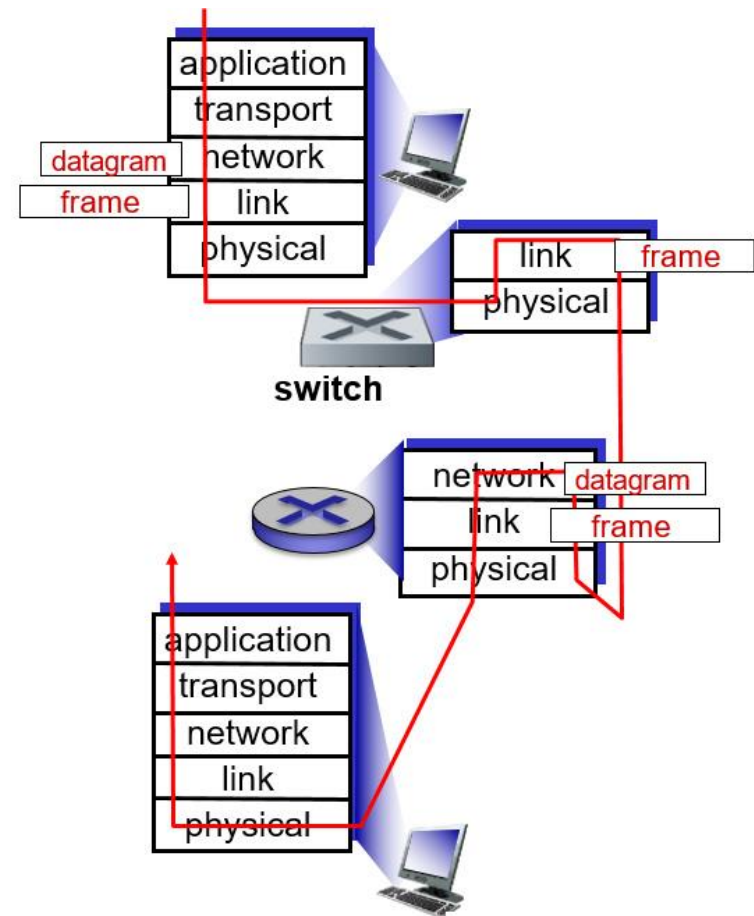 application
transport
datagram
network
frame
link
physical
link
frame
physical
switch
network
datagram
link
frame
physical
application
transport
network
link
physical